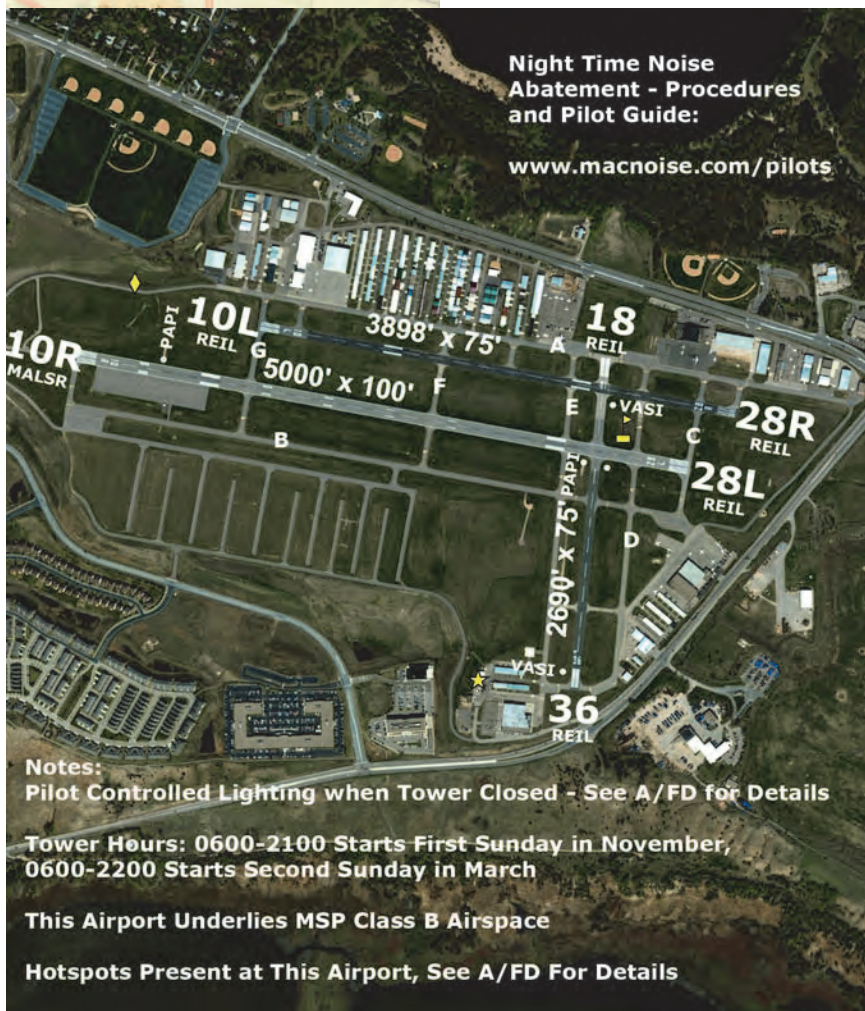 Night Time Noise
Abatement - Procedures
and Pilot Guide:
www.macnoise.com/pilots
18
REIL
10L
REIL
3898' x 75'
A
PAPI
10R
MALSR
G
5000' x 100'
F
E
VASI
C
28R
REIL
B
PAPI
28L
REIL
D
2690' x 75'
VASI
36
REIL
Notes:
Pilot Controlled Lighting when Tower Closed - See A/FD for Details
Tower Hours: 0600-2100 Starts First Sunday in November,
0600-2200 Starts Second Sunday in March
This Airport Underlies MSP Class B Airspace
Hotspots Present at This Airport, See A/FD For Details